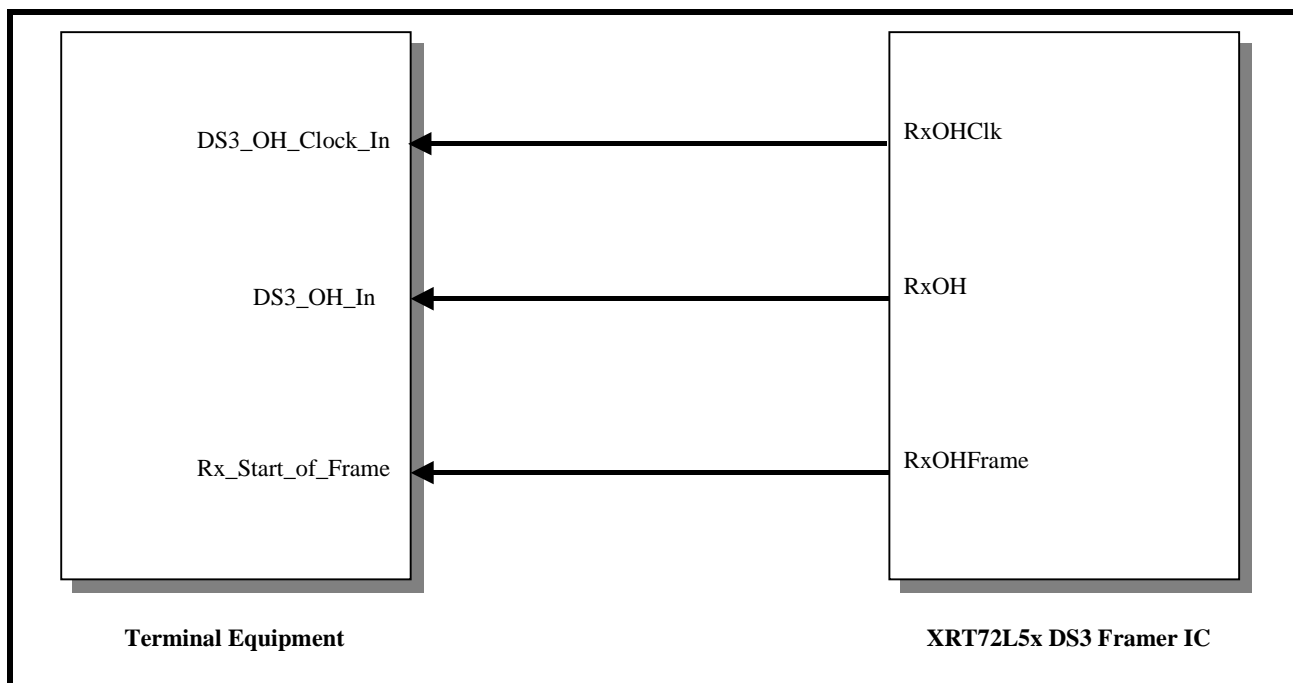 DS3_OH_Clock_In
RxOHClk
DS3_OH_In
RxOH
Rx_Start_of_Frame
RxOHFrame
Terminal Equipment
XRT72L5x DS3 Framer IC